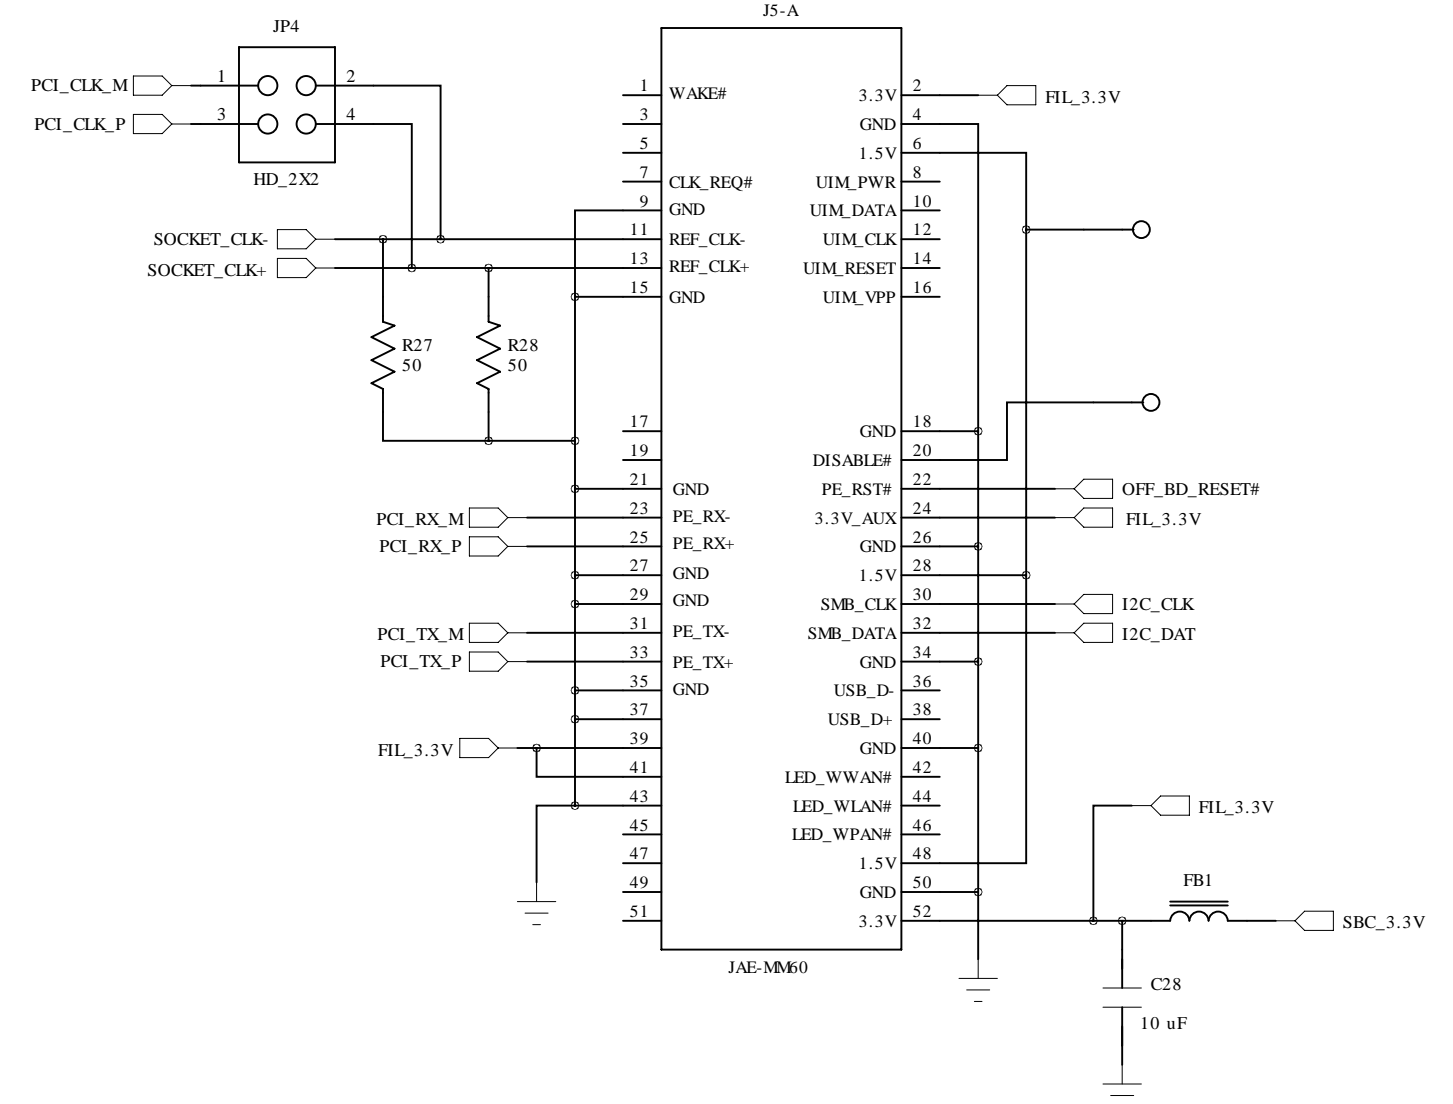 J5-A
JP4
PCI_CLK_M 1 2
PCI_CLK_P 3 4
HD_2X2
SOCKET_CLK-
SOCKET_CLK+
R27
50
R28
50
1 WAKE#
3
5
7 CLK_REQ#
9 GND
11 REF_CLK-
13 REF_CLK+
15 GND
17
19
21 GND
PCI_RX_M 23 PE_RX-
PCI_RX_P 25 PE_RX+
27 GND
29 GND
PCI_TX_M 31 PE_TX-
PCI_TX_P 33 PE_TX+
35 GND
37
FIL_3.3V 39
41
43
45
47
49
51
3.3V 2 FIL_3.3V
GND 4
1.5V 6
UIM_PWR 8
UIM_DATA 10
UIM_CLK 12
UIM_RESET 14
UIM_VPP 16
GND 18
DISABLE# 20
PE_RST# 22 OFF_BD_RESET#
3.3V_AUX 24 FIL_3.3V
GND 26
1.5V 28
SMB_CLK 30 I2C_CLK
SMB_DATA 32 I2C_DAT
GND 34
USB_D- 36
USB_D+ 38
GND 40
LED_WWAN# 42
LED_WLAN# 44
LED_WPAN# 46
1.5V 48
GND 50
3.3V 52
FIL_3.3V
FB1
SBC_3.3V
C28
10 uF
JAE-MM60